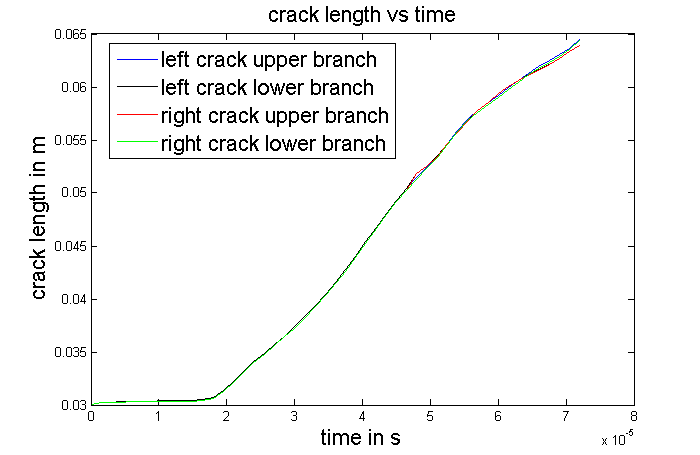 crack length vs time
left crack upper branch
left crack lower branch
right crack upper branch
right crack lower branch
crack length in m
0.065
0.06
0.055
0.05
0.045
0.04
0.035
0.03
0 1 2 3 4 5 6 7 8
time in s
x 10^-5